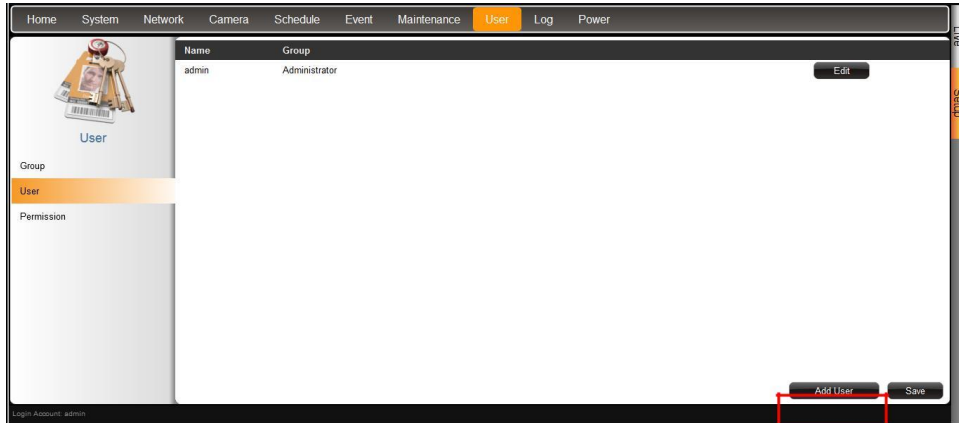 Home System Network Camera Schedule Event Maintenance User Log Power
Live
Setup
User
Group
User
Permission
Name Group
admin Administrator Edit
Add User Save
Login Account: admin